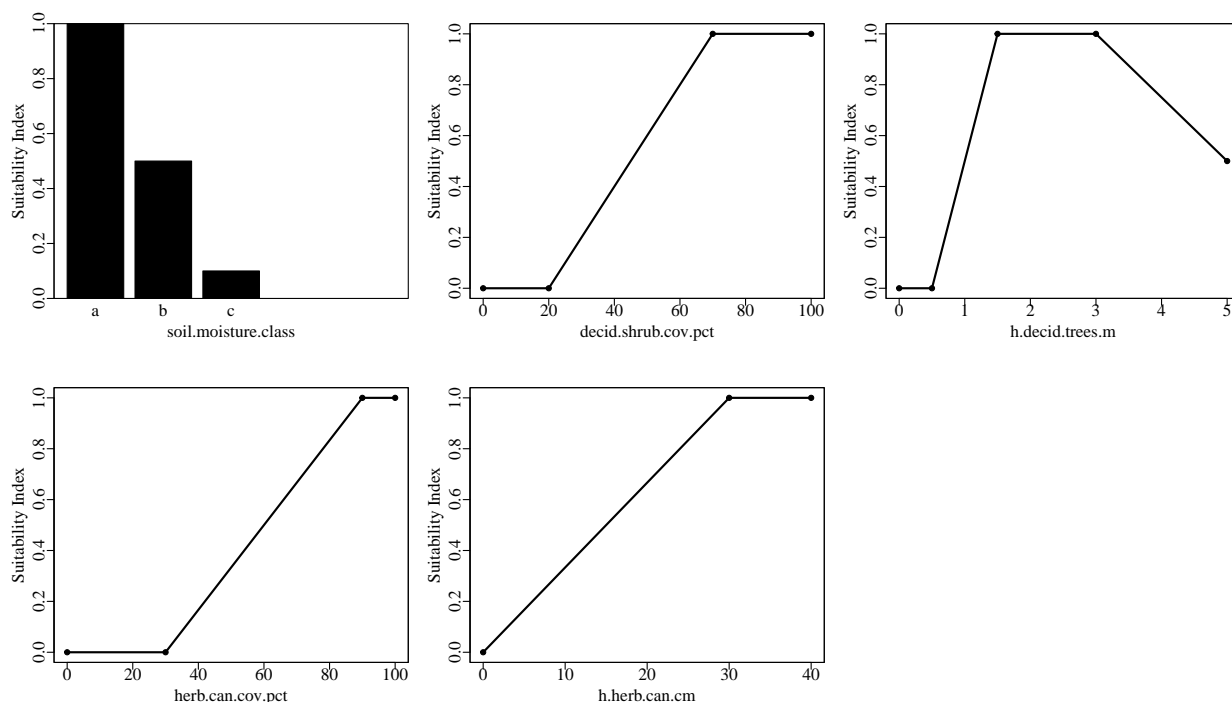 Suitability Index
0.0 0.2 0.4 0.6 0.8 1.0
a b c
soil.moisture.class
Suitability Index
0.0 0.2 0.4 0.6 0.8 1.0
0 20 40 60 80 100
decid.shrub.cov.pct
Suitability Index
0.0 0.2 0.4 0.6 0.8 1.0
0 1 2 3 4 5
h.decid.trees.m
Suitability Index
0.0 0.2 0.4 0.6 0.8 1.0
0 20 40 60 80 100
herb.can.cov.pct
Suitability Index
0.0 0.2 0.4 0.6 0.8 1.0
0 10 20 30 40
h.herb.can.cm